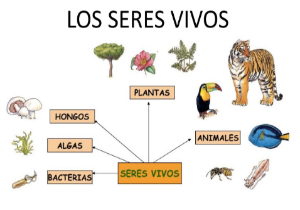 LOS SERES VIVOS
PLANTAS
HONGOS
ALGAS
ANIMALES
BACTERIAS
SERES VIVOS